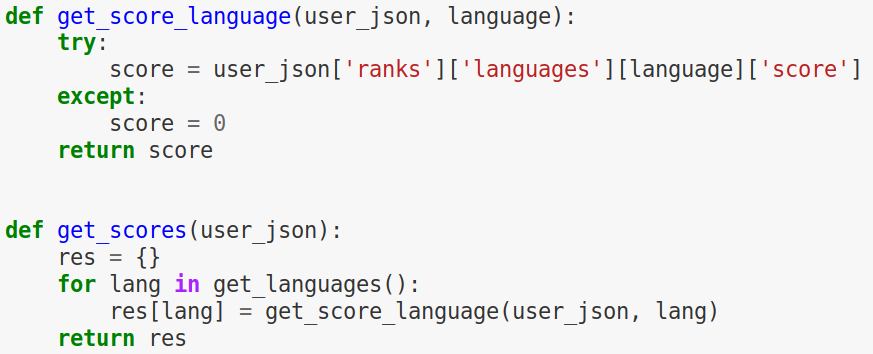 def get_score_language(user_json, language):
    try:
        score = user_json['ranks']['languages'][language]['score']
    except:
        score = 0
    return score

def get_scores(user_json):
    res = {}
    for lang in get_languages():
        res[lang] = get_score_language(user_json, lang)
    return res